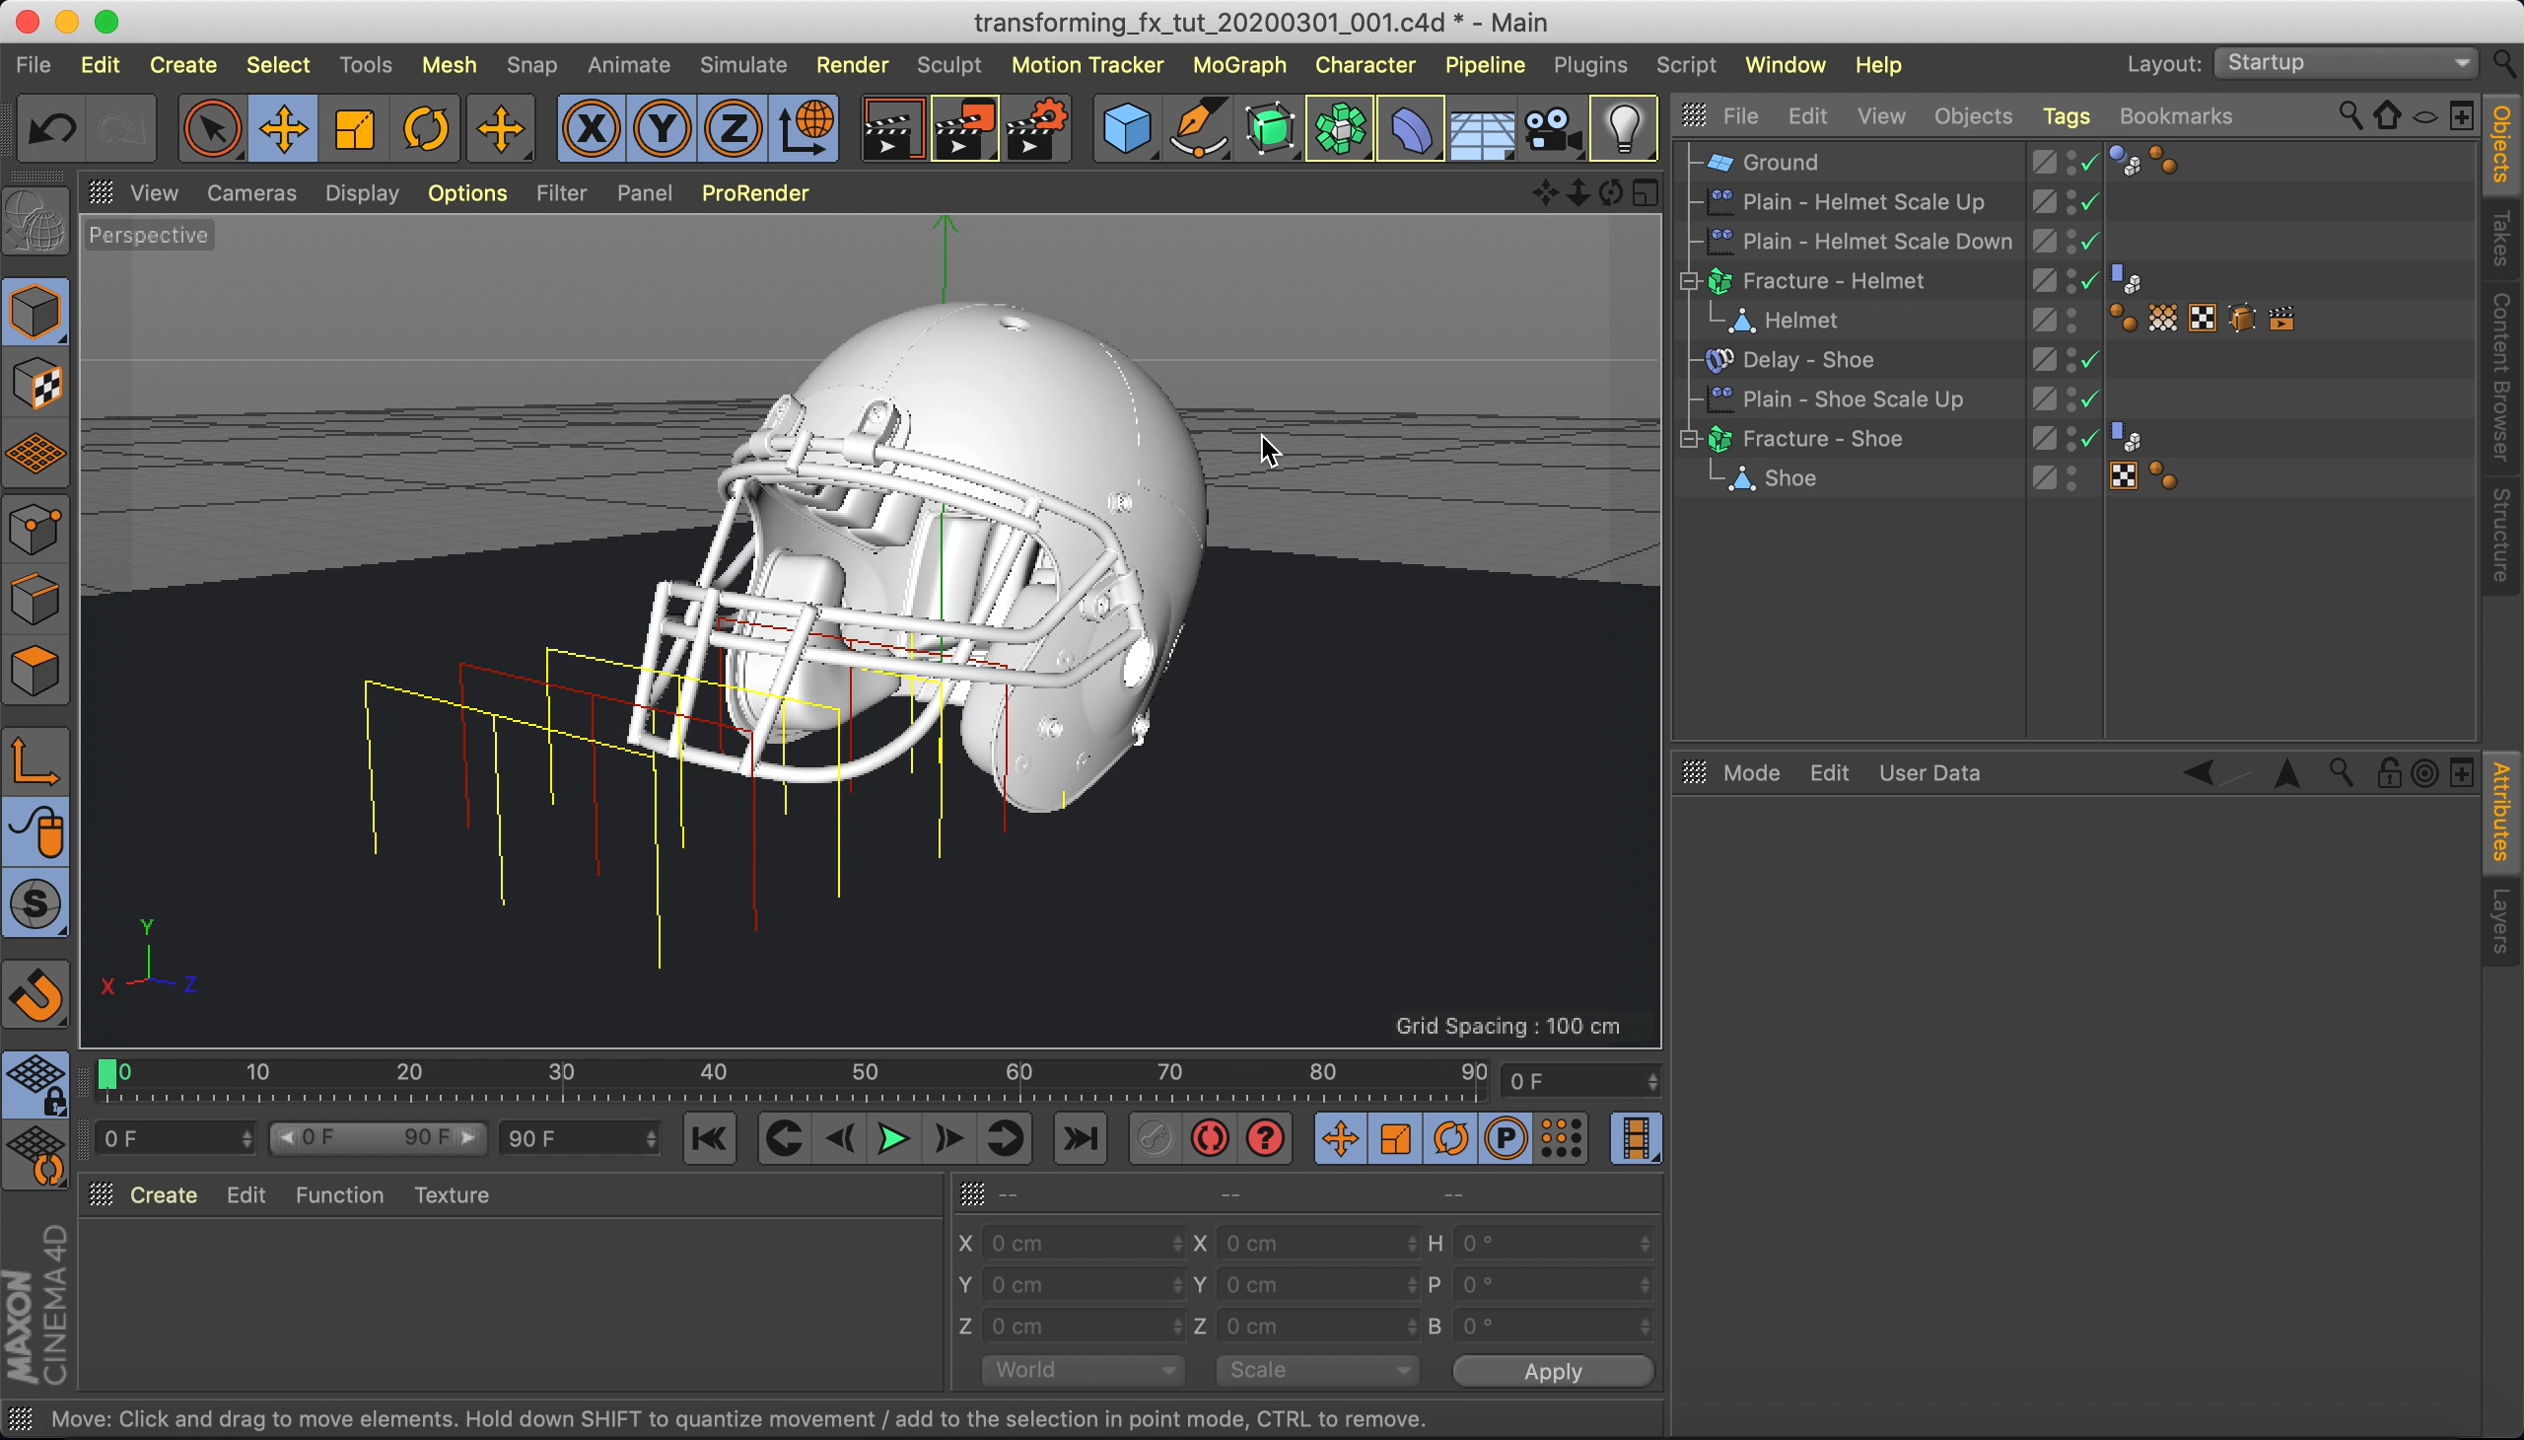 transforming_fx_tut_20200301_001.c4d * - Main
File Edit Create Select Tools Mesh Snap Animate Simulate Render Sculpt Motion Tracker MoGraph Character Pipeline Plugins Script Window Help Layout: Startup
X Y Z
File Edit View Objects Tags Bookmarks
View Cameras Display Options Filter Panel ProRender
Perspective
Ground
Plain - Helmet Scale Up
Plain - Helmet Scale Down
Fracture - Helmet
Helmet
Delay - Shoe
Plain - Shoe Scale Up
Fracture - Shoe
Shoe
Objects
Takes
Content Browser
Structure
Mode Edit User Data
Attributes
Layers
S
Y
X Z
Grid Spacing : 100 cm
0 10 20 30 40 50 60 70 80 90 0 F
0 F 0 F 90 F 90 F ? P
Create Edit Function Texture
-- -- --
X 0 cm X 0 cm H 0 °
Y 0 cm Y 0 cm P 0 °
Z 0 cm Z 0 cm B 0 °
World Scale Apply
MAXON
CINEMA 4D
Move: Click and drag to move elements. Hold down SHIFT to quantize movement / add to the selection in point mode, CTRL to remove.